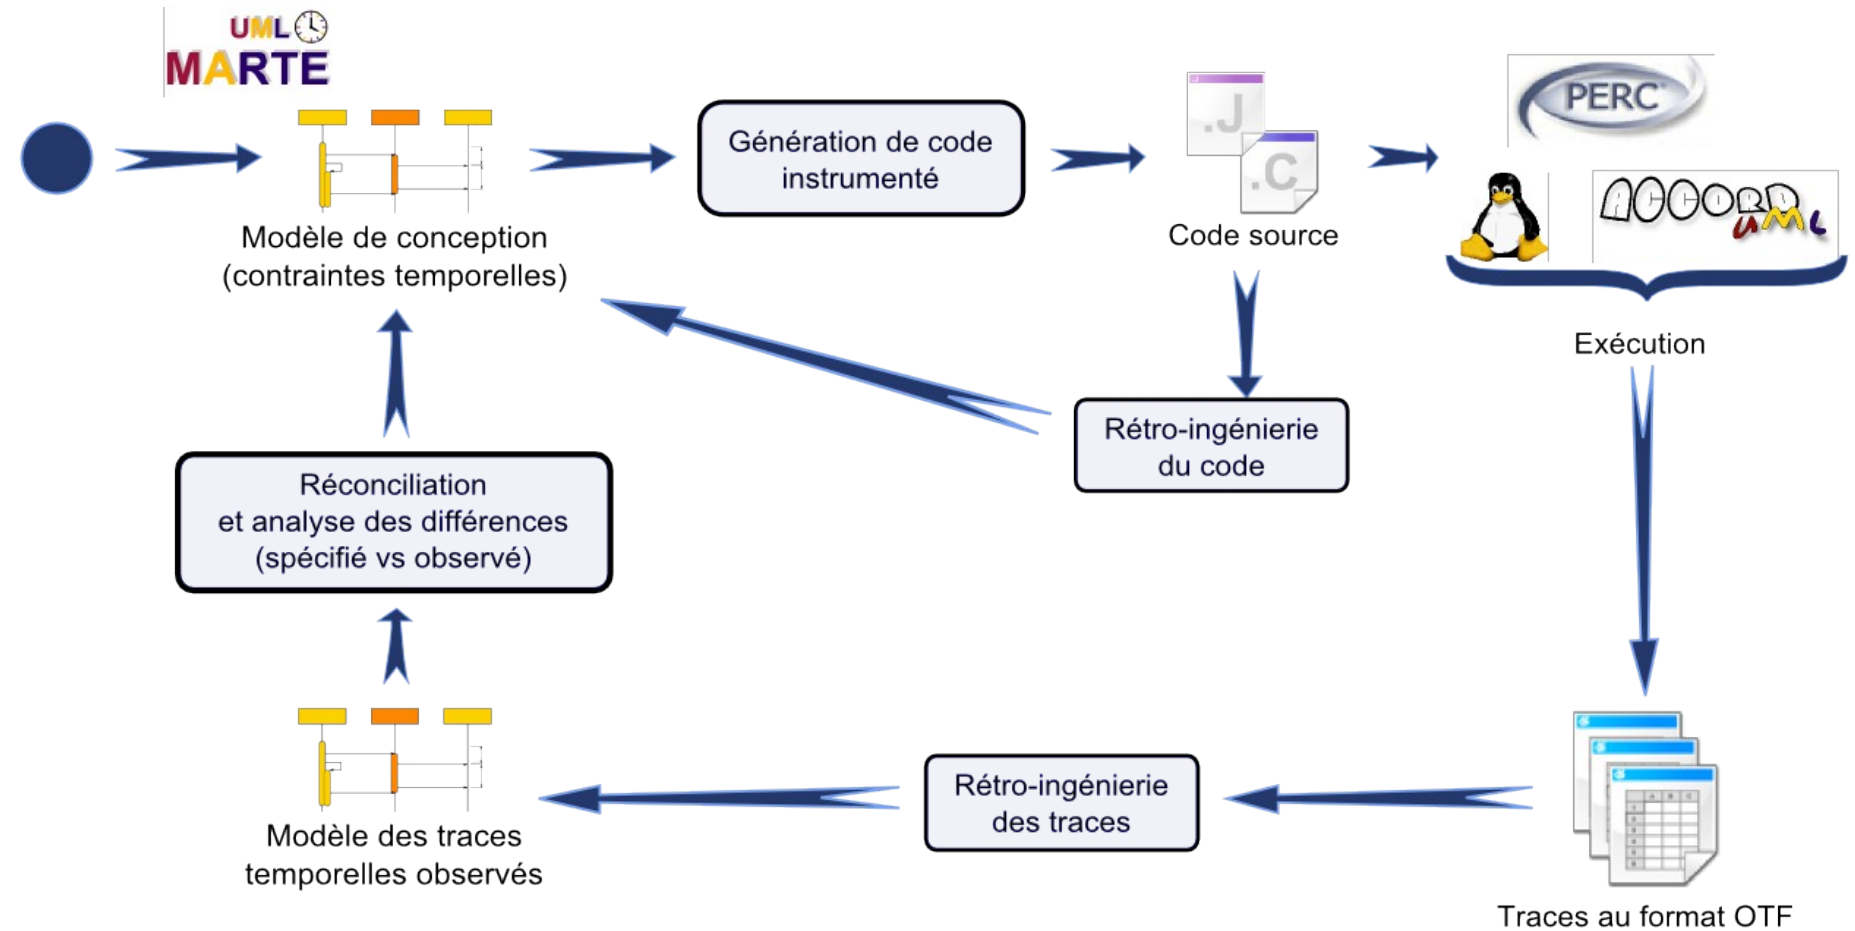 UML
MARTE
Modèle de conception
(contraintes temporelles)
Génération de code
instrumenté
.J
.C
Code source
PERC
ACCORD
UML
Exécution
Rétro-ingénierie
du code
Réconciliation
et analyse des différences
(spécifié vs observé)
Modèle des traces
temporelles observés
Rétro-ingénierie
des traces
Traces au format OTF